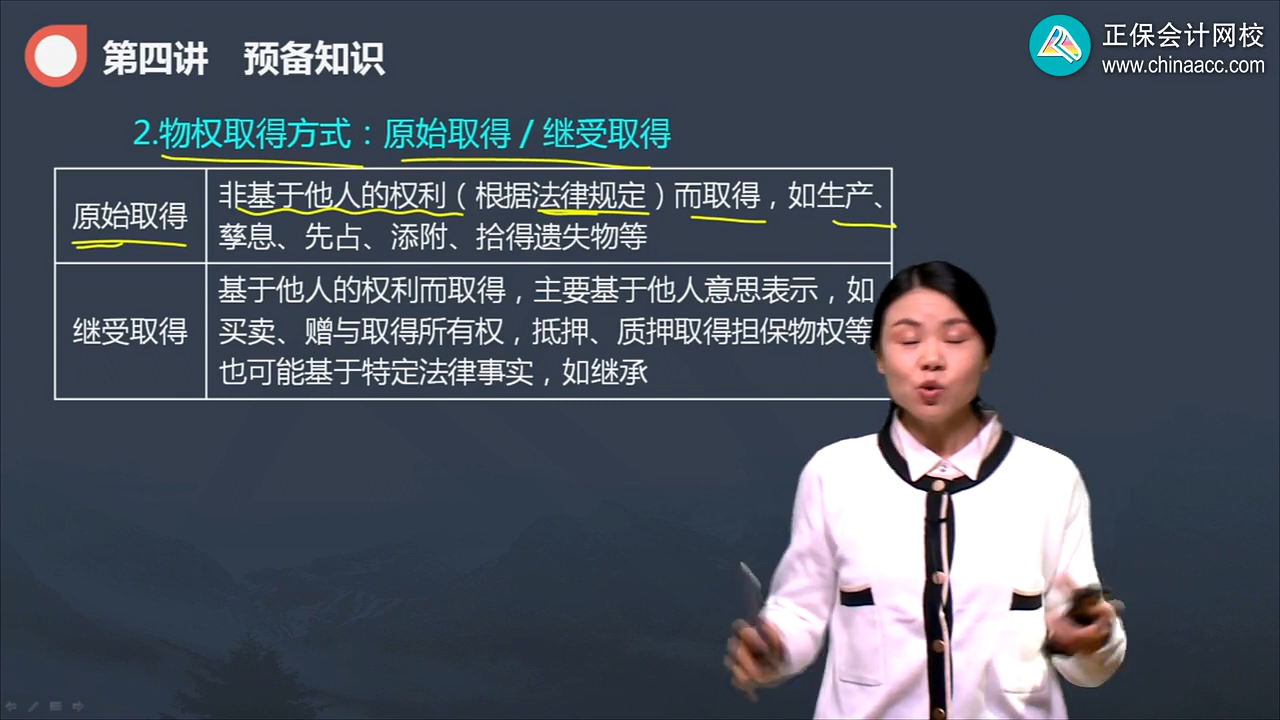 第四讲 预备知识
正保会计网校
www.chinaacc.com
2.物权取得方式：原始取得 / 继受取得
原始取得
非基于他人的权利（根据法律规定）而取得，如生产、
孳息、先占、添附、拾得遗失物等
继受取得
基于他人的权利而取得，主要基于他人意思表示，如
买卖、赠与取得所有权，抵押、质押取得担保物权等
也可能基于特定法律事实，如继承